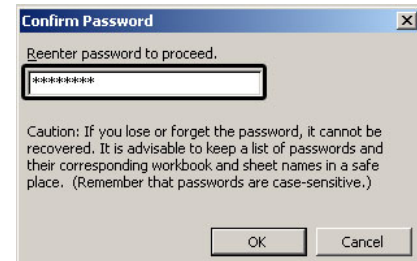 Confirm Password
Reenter password to proceed.
********
Caution: If you lose or forget the password, it cannot be
recovered. It is advisable to keep a list of passwords and
their corresponding workbook and sheet names in a safe
place. (Remember that passwords are case-sensitive.)
OK
Cancel